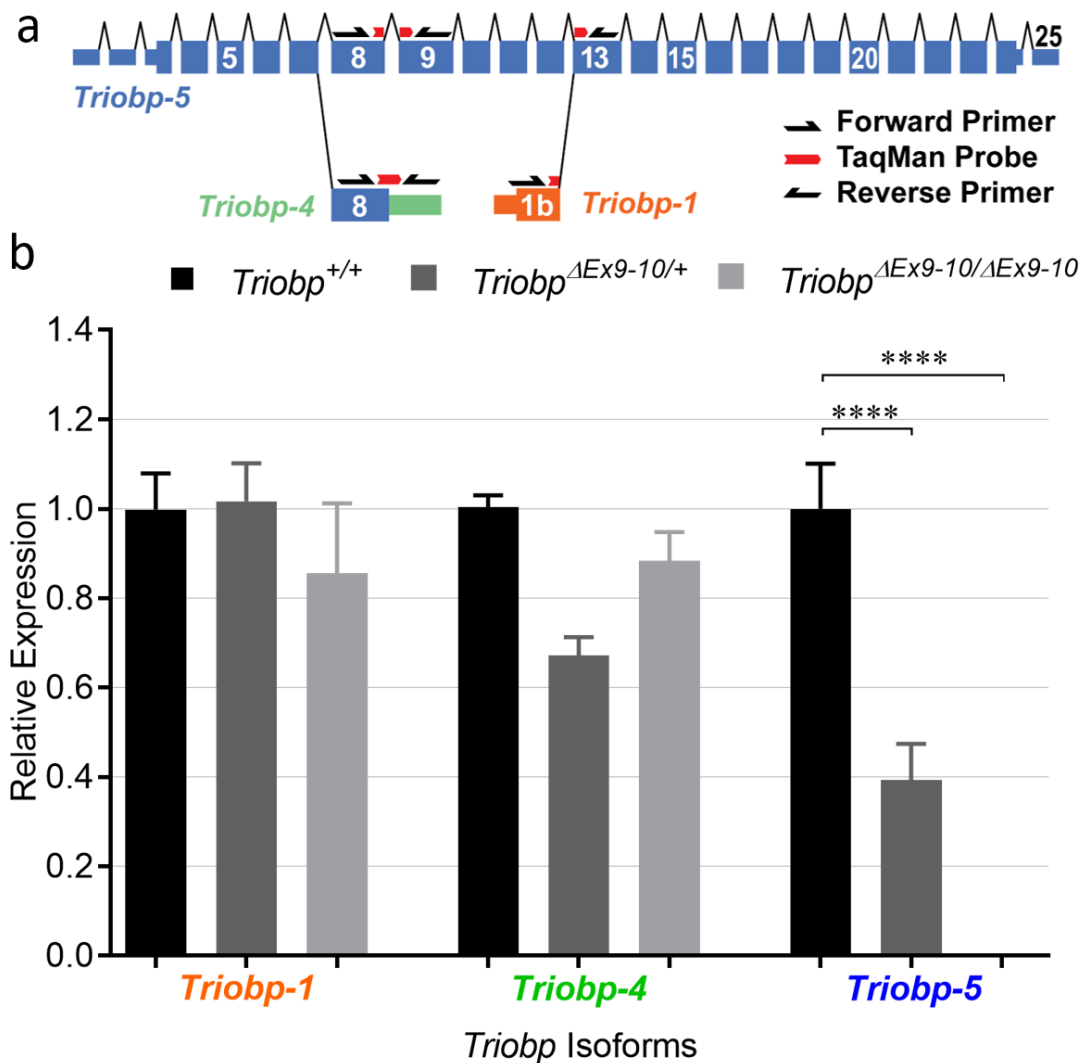 a
25
5 8 9 13 15 20
Triobp-5
Forward Primer
TaqMan Probe
Reverse Primer
Triobp-4 8 1b Triobp-1
b
Triobp+/+ TriobpΔEx9-10/+ TriobpΔEx9-10/ΔEx9-10
1.4
1.2
1.0
0.8
0.6
0.4
0.2
0.0
Relative Expression
****
****
Triobp-1 Triobp-4 Triobp-5
Triobp Isoforms